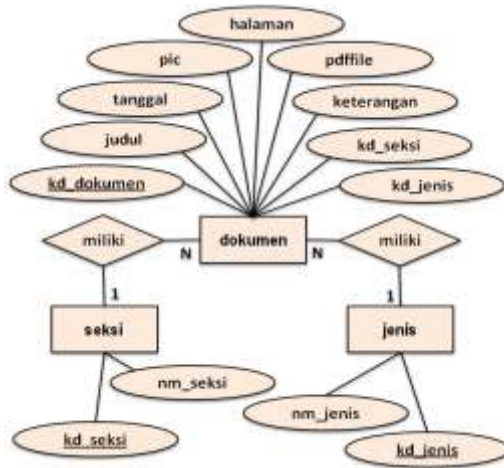 halaman
pic
pdffile
tanggal
keterangan
judul
kd_seksi
kd_dokumen
kd_jenis
miliki
N
dokumen
N
miliki
1
1
seksi
jenis
nm_seksi
nm_jenis
kd_seksi
kd_jenis